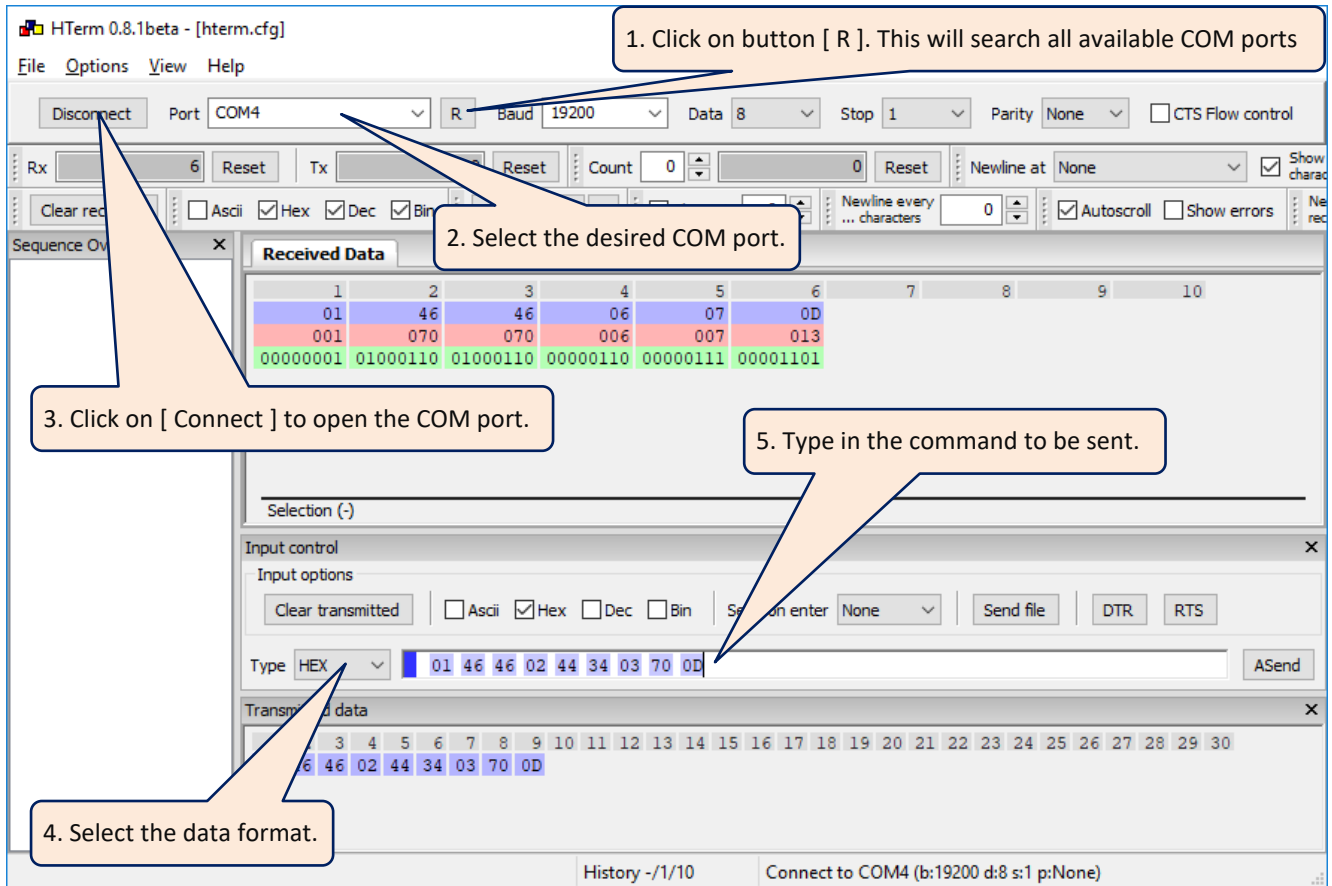 HTerm 0.8.1beta - [hterm.cfg]
1. Click on button [ R ]. This will search all available COM ports
File Options View Help
Disconnect Port COM4 R Baud 19200 Data 8 Stop 1 Parity None CTS Flow control
Rx 6 Reset Tx Reset Count 0 0 Reset Newline at None Show
Clear Ascii Hex Dec Bin 0 Newline every
... characters 0 Autoscroll Show errors
2. Select the desired COM port.
Sequence
Received Data
1 2 3 4 5 6 7 8 9 10
01 46 46 06 07 0D
001 070 070 006 007 013
00000001 01000110 01000110 00000110 00000111 00001101
3. Click on [ Connect ] to open the COM port.
5. Type in the command to be sent.
Selection (-)
Input control
Input options
Clear transmitted Ascii Hex Dec Bin on enter None Send file DTR RTS
Type HEX 01 46 46 02 44 34 03 70 0D ASend
Transmitted data
3 4 5 6 7 8 9 10 11 12 13 14 15 16 17 18 19 20 21 22 23 24 25 26 27 28 29 30
46 02 44 34 03 70 0D
4. Select the data format.
History -/1/10 Connect to COM4 (b:19200 d:8 s:1 p:None)